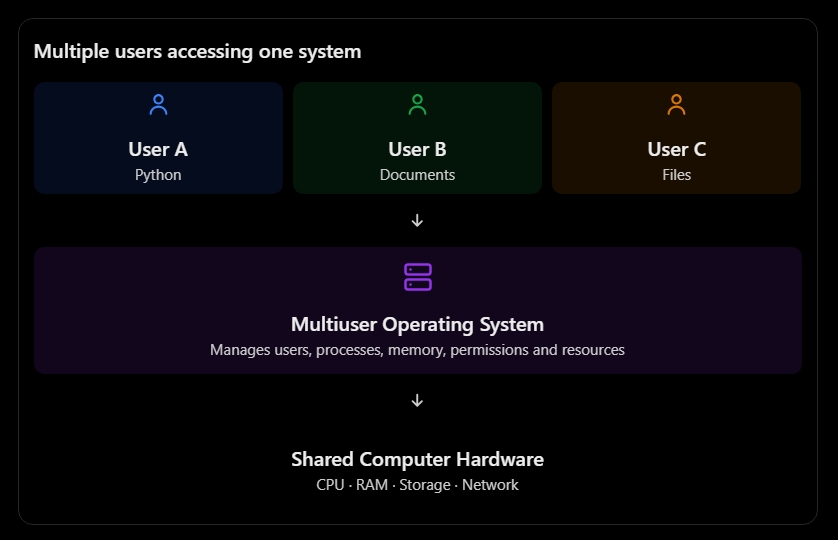 Multiple users accessing one system
User A
Python
User B
Documents
User C
Files
Multiuser Operating System
Manages users, processes, memory, permissions and resources
Shared Computer Hardware
CPU · RAM · Storage · Network